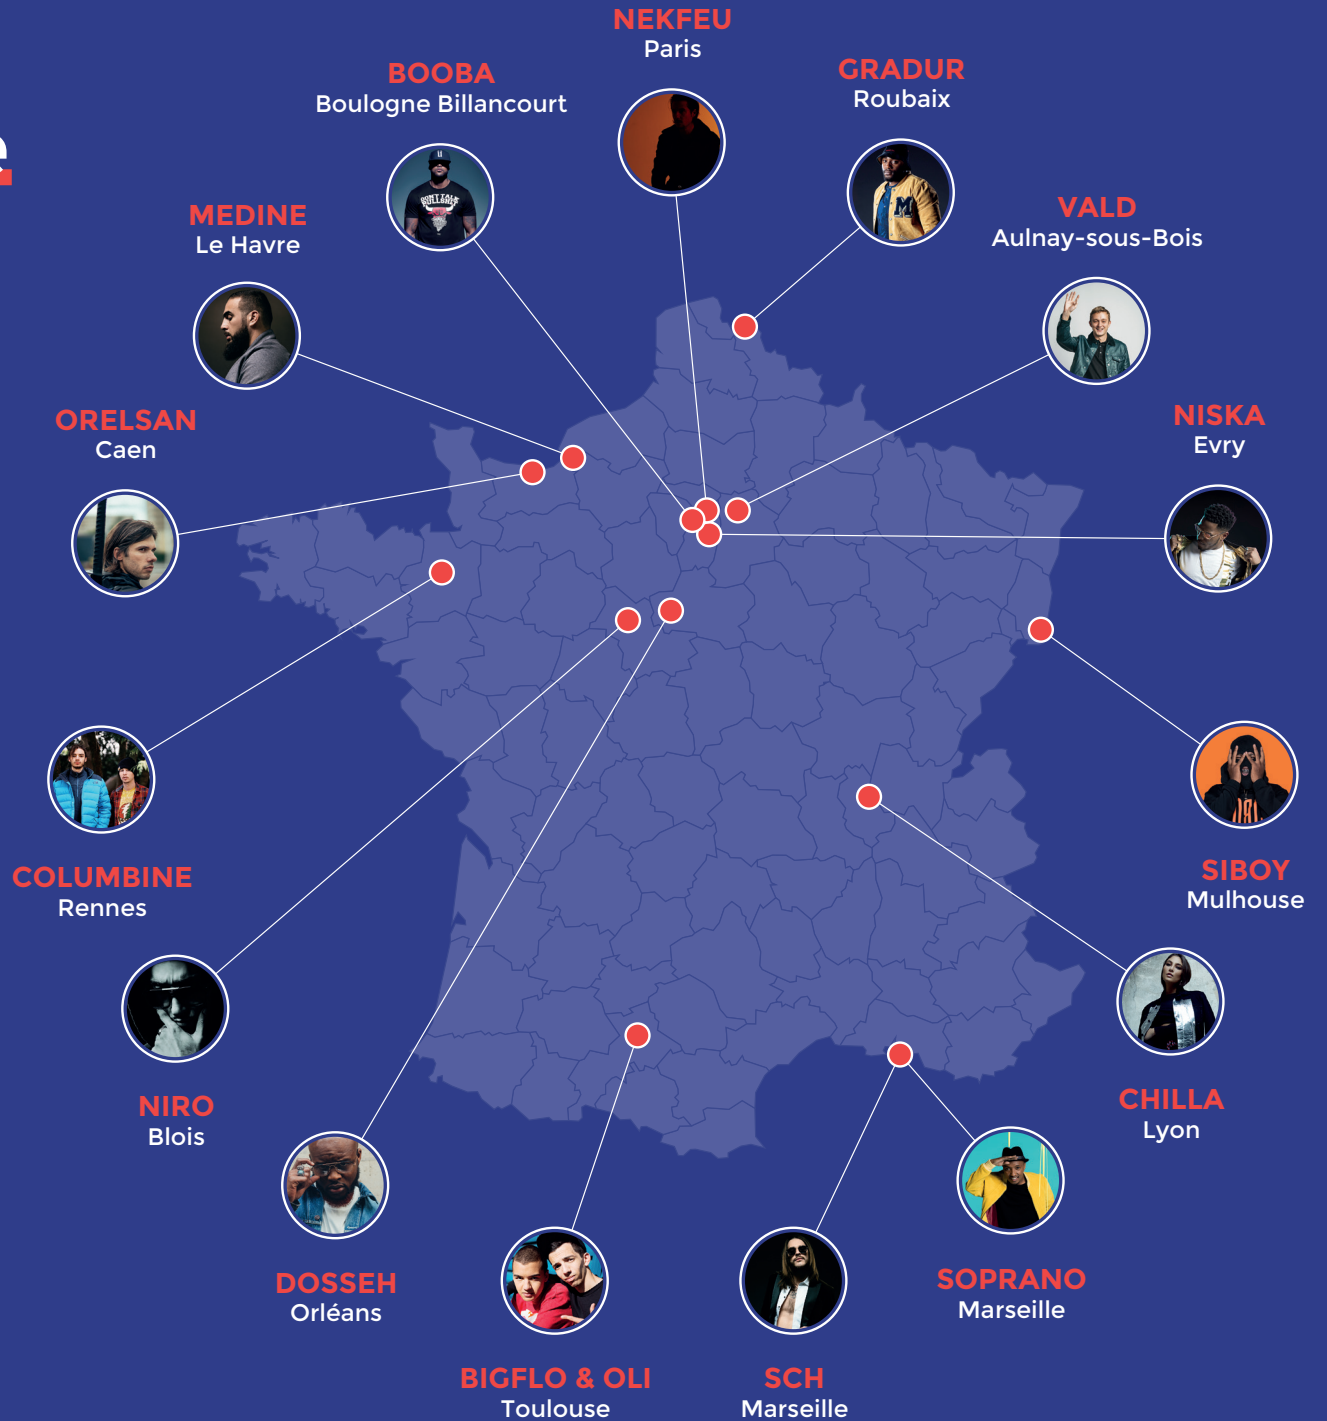 NEKFEU
Paris
BOOBA
Boulogne Billancourt
GRADUR
Roubaix
e
MEDINE
Le Havre
VALD
Aulnay-sous-Bois
ORELSAN
Caen
NISKA
Evry
COLUMBINE
Rennes
SIBOY
Mulhouse
NIRO
Blois
CHILLA
Lyon
DOSSEH
Orléans
SOPRANO
Marseille
BIGFLO & OLI
Toulouse
SCH
Marseille